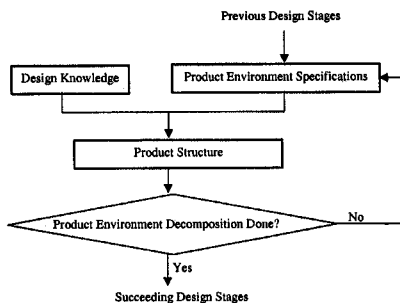 Previous Design Stages
Design Knowledge
Product Environment Specifications
Product Structure
Product Environment Decomposition Done?
No
Yes
Succeeding Design Stages